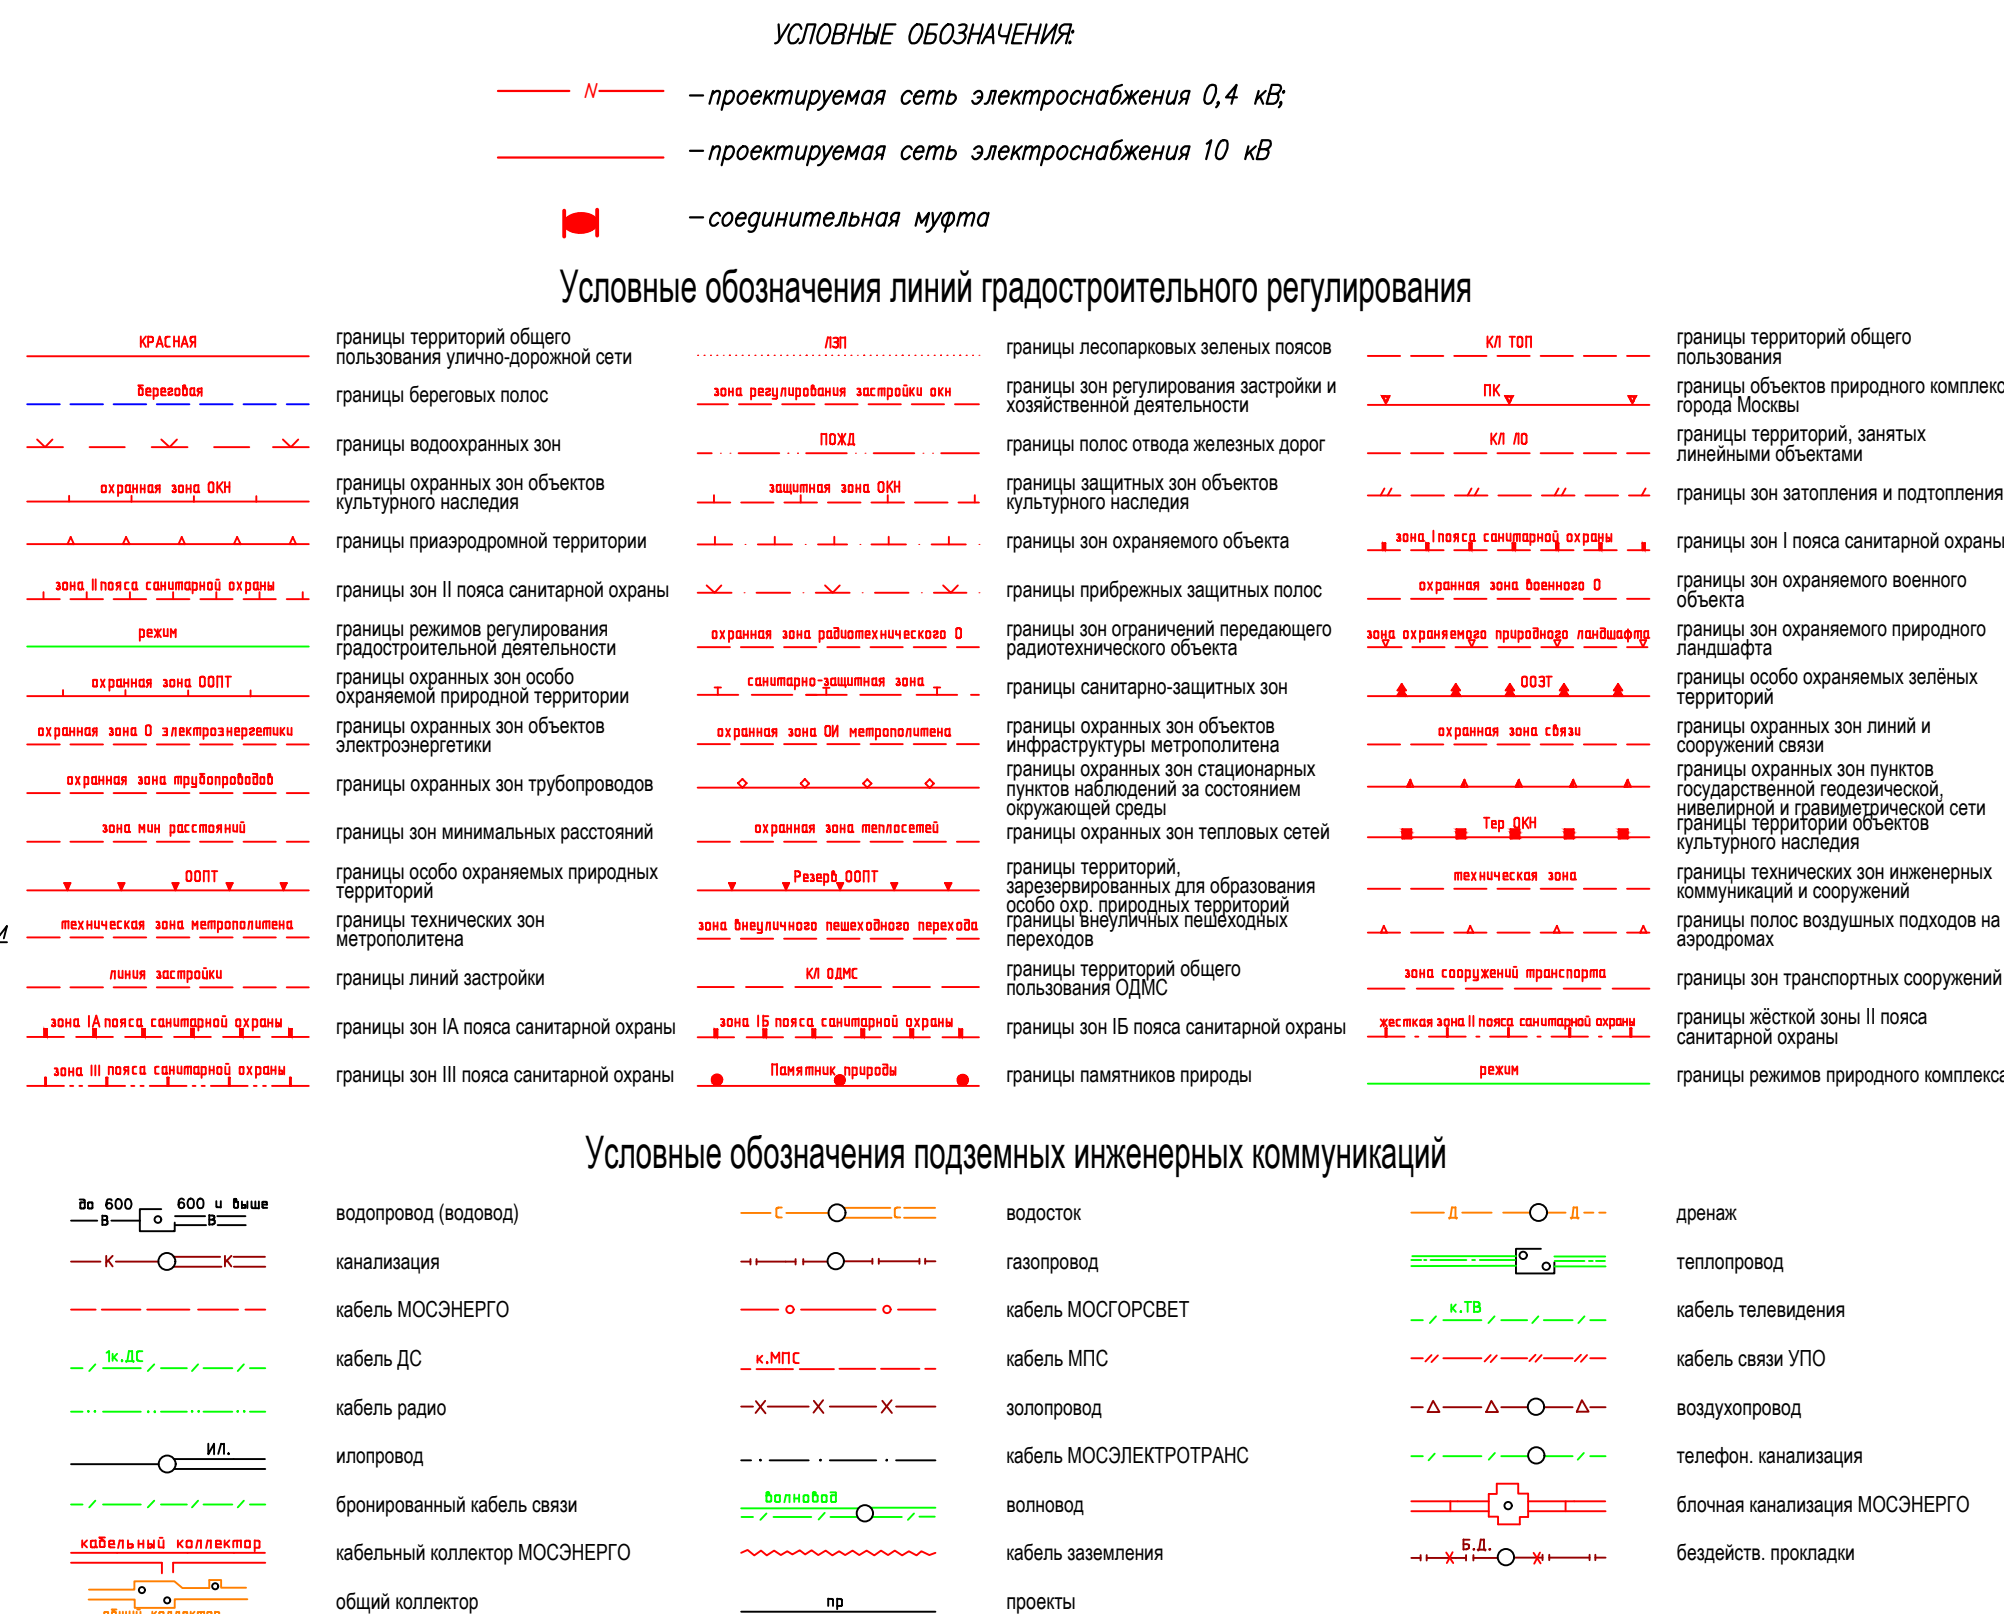 УСЛОВНЫЕ ОБОЗНАЧЕНИЯ:
N
– проектируемая сеть электроснабжения 0,4 кВ;
– проектируемая сеть электроснабжения 10 кВ
– соединительная муфта
Условные обозначения линий градостроительного регулирования
КРАСНАЯ
границы территорий общего
пользования улично-дорожной сети
ЛЗП
границы лесопарковых зеленых поясов
КЛ ТОП
границы территорий общего
пользования
береговая
границы береговых полос
зона регулирования застройки окн
границы зон регулирования застройки и
хозяйственной деятельности
ПК
границы объектов природного комплекс
города Москвы
границы водоохранных зон
ПОЖД
границы полос отвода железных дорог
КЛ ЛО
границы территорий, занятых
линейными объектами
охранная зона ОКН
границы охранных зон объектов
культурного наследия
защитная зона ОКН
границы защитных зон объектов
культурного наследия
границы зон затопления и подтопления
границы приаэродромной территории
границы зон охраняемого объекта
зона I пояса санитарной охраны
границы зон I пояса санитарной охраны
зона II пояса санитарной охраны
границы зон II пояса санитарной охраны
границы прибрежных защитных полос
охранная зона военного О
границы зон охраняемого военного
объекта
режим
границы режимов регулирования
градостроительной деятельности
охранная зона радиотехнического О
границы зон ограничений передающего
радиотехнического объекта
зона охраняемого природного ландшафта
границы зон охраняемого природного
ландшафта
охранная зона ООПТ
границы охранных зон особо
охраняемой природной территории
санитарно-защитная зона
границы санитарно-защитных зон
ООЗТ
границы особо охраняемых зелёных
территорий
охранная зона О электроэнергетики
границы охранных зон объектов
электроэнергетики
охранная зона ОИ метрополитена
границы охранных зон объектов
инфраструктуры метрополитена
охранная зона связи
границы охранных зон линий и
сооружений связи
охранная зона трубопроводов
границы охранных зон трубопроводов
границы охранных зон стационарных
пунктов наблюдений за состоянием
окружающей среды
границы охранных зон пунктов
государственной геодезической,
нивелирной и гравиметрической сети
зона мин расстояний
границы зон минимальных расстояний
охранная зона теплосетей
границы охранных зон тепловых сетей
Тер ОКН
границы территорий объектов
культурного наследия
ООПТ
границы особо охраняемых природных
территорий
Резерв ООПТ
границы территорий,
зарезервированных для образования
особо охр. природных территорий
техническая зона
границы технических зон инженерных
коммуникаций и сооружений
техническая зона метрополитена
границы технических зон
метрополитена
зона внеуличного пешеходного перехода
границы внеуличных пешеходных
переходов
границы полос воздушных подходов на
аэродромах
линия застройки
границы линий застройки
КЛ ОДМС
границы территорий общего
пользования ОДМС
зона сооружений транспорта
границы зон транспортных сооружений
зона IА пояса санитарной охраны
границы зон IА пояса санитарной охраны
зона IБ пояса санитарной охраны
границы зон IБ пояса санитарной охраны
жесткая зона II пояса санитарной охраны
границы жёсткой зоны II пояса
санитарной охраны
зона III пояса санитарной охраны
границы зон III пояса санитарной охраны
Памятник природы
границы памятников природы
режим
границы режимов природного комплекса
Условные обозначения подземных инженерных коммуникаций
до 600 600 и выше
В В
водопровод (водовод)
С С
водосток
Д Д
дренаж
К К
канализация
газопровод
теплопровод
кабель МОСЭНЕРГО
кабель МОСГОРСВЕТ
к.ТВ
кабель телевидения
1к.ДС
кабель ДС
к.МПС
кабель МПС
кабель связи УПО
кабель радио
золопровод
воздухопровод
ИЛ.
илопровод
кабель МОСЭЛЕКТРОТРАНС
телефон. канализация
бронированный кабель связи
волновод
волновод
блочная канализация МОСЭНЕРГО
кабельный коллектор
кабельный коллектор МОСЭНЕРГО
кабель заземления
Б.Д.
бездейств. прокладки
общий коллектор
общий коллектор
пр
проекты